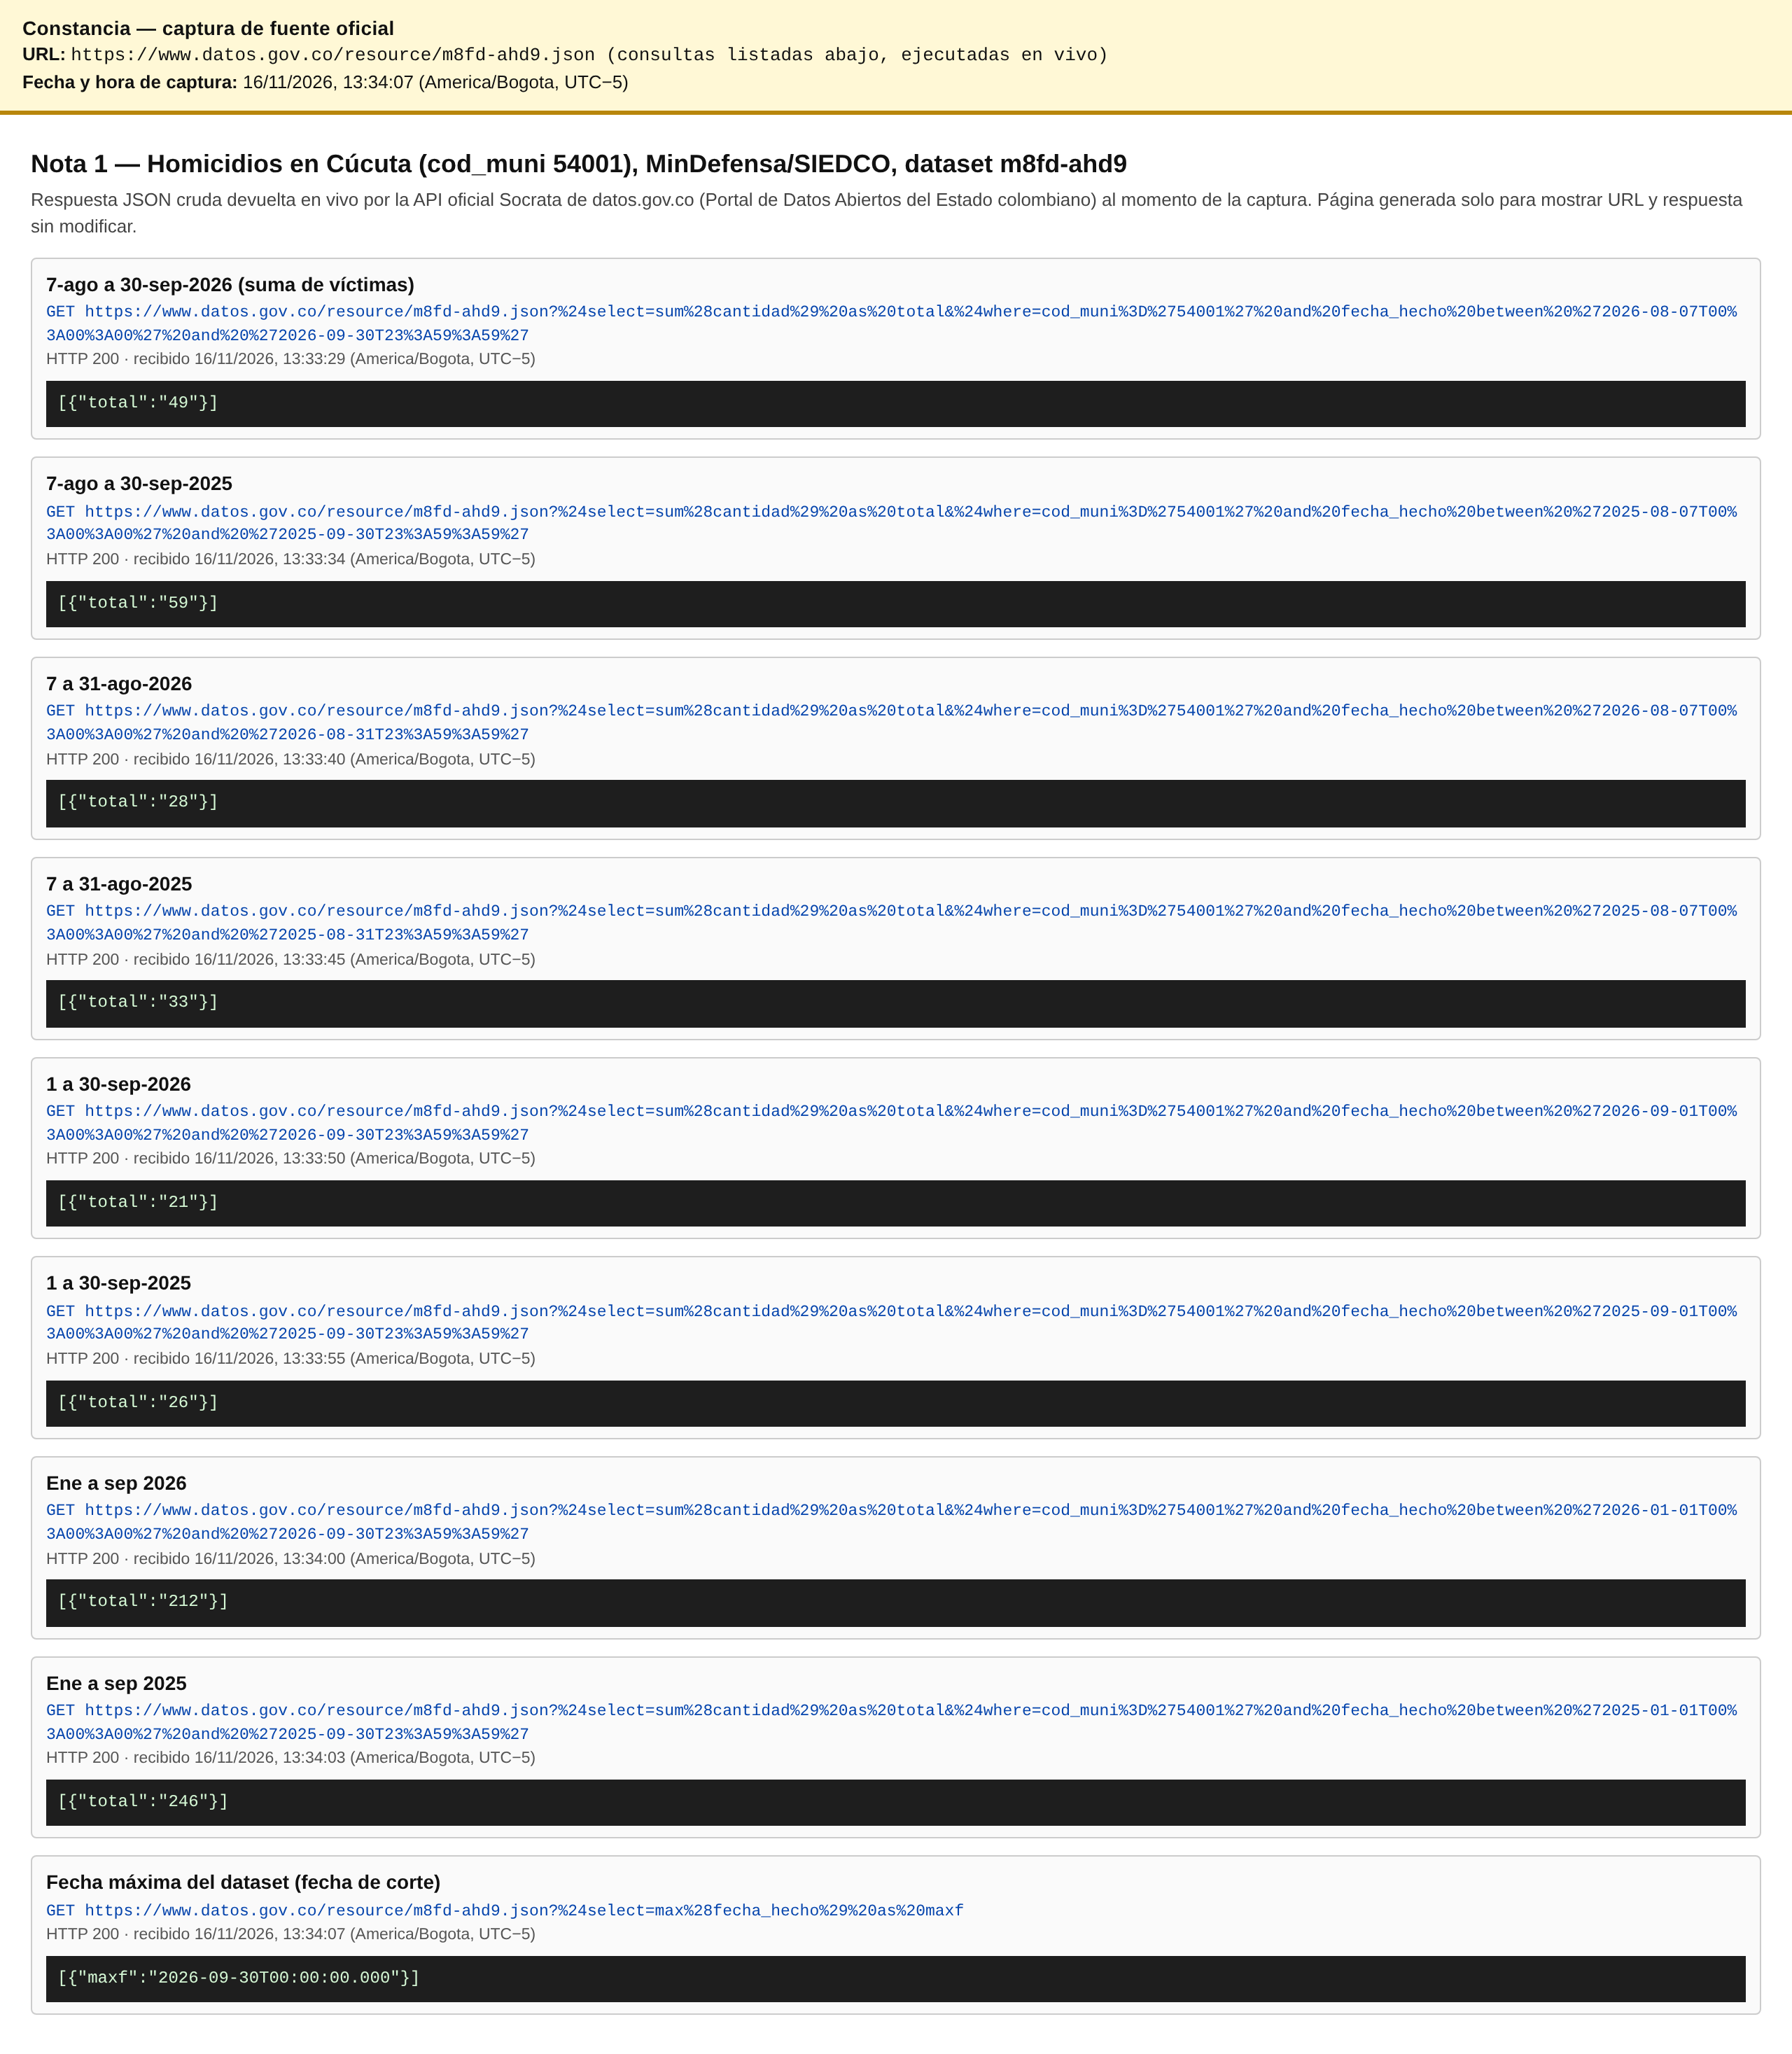 Constancia — captura de fuente oficial
URL: https://www.datos.gov.co/resource/m8fd-ahd9.json (consultas listadas abajo, ejecutadas en vivo)
Fecha y hora de captura: 16/11/2026, 13:34:07 (America/Bogota, UTC−5)
Nota 1 — Homicidios en Cúcuta (cod_muni 54001), MinDefensa/SIEDCO, dataset m8fd-ahd9
Respuesta JSON cruda devuelta en vivo por la API oficial Socrata de datos.gov.co (Portal de Datos Abiertos del Estado colombiano) al momento de la captura. Página generada solo para mostrar URL y respuesta
sin modificar.
7-ago a 30-sep-2026 (suma de víctimas)
GET https://www.datos.gov.co/resource/m8fd-ahd9.json?%24select=sum%28cantidad%29%20as%20total&%24where=cod_muni%3D%2754001%27%20and%20fecha_hecho%20between%20%272026-08-07T00%
3A00%3A00%27%20and%20%272026-09-30T23%3A59%3A59%27
HTTP 200 · recibido 16/11/2026, 13:33:29 (America/Bogota, UTC−5)
[{"total":"49"}]
7-ago a 30-sep-2025
GET https://www.datos.gov.co/resource/m8fd-ahd9.json?%24select=sum%28cantidad%29%20as%20total&%24where=cod_muni%3D%2754001%27%20and%20fecha_hecho%20between%20%272025-08-07T00%
3A00%3A00%27%20and%20%272025-09-30T23%3A59%3A59%27
HTTP 200 · recibido 16/11/2026, 13:33:34 (America/Bogota, UTC−5)
[{"total":"59"}]
7 a 31-ago-2026
GET https://www.datos.gov.co/resource/m8fd-ahd9.json?%24select=sum%28cantidad%29%20as%20total&%24where=cod_muni%3D%2754001%27%20and%20fecha_hecho%20between%20%272026-08-07T00%
3A00%3A00%27%20and%20%272026-08-31T23%3A59%3A59%27
HTTP 200 · recibido 16/11/2026, 13:33:40 (America/Bogota, UTC−5)
[{"total":"28"}]
7 a 31-ago-2025
GET https://www.datos.gov.co/resource/m8fd-ahd9.json?%24select=sum%28cantidad%29%20as%20total&%24where=cod_muni%3D%2754001%27%20and%20fecha_hecho%20between%20%272025-08-07T00%
3A00%3A00%27%20and%20%272025-08-31T23%3A59%3A59%27
HTTP 200 · recibido 16/11/2026, 13:33:45 (America/Bogota, UTC−5)
[{"total":"33"}]
1 a 30-sep-2026
GET https://www.datos.gov.co/resource/m8fd-ahd9.json?%24select=sum%28cantidad%29%20as%20total&%24where=cod_muni%3D%2754001%27%20and%20fecha_hecho%20between%20%272026-09-01T00%
3A00%3A00%27%20and%20%272026-09-30T23%3A59%3A59%27
HTTP 200 · recibido 16/11/2026, 13:33:50 (America/Bogota, UTC−5)
[{"total":"21"}]
1 a 30-sep-2025
GET https://www.datos.gov.co/resource/m8fd-ahd9.json?%24select=sum%28cantidad%29%20as%20total&%24where=cod_muni%3D%2754001%27%20and%20fecha_hecho%20between%20%272025-09-01T00%
3A00%3A00%27%20and%20%272025-09-30T23%3A59%3A59%27
HTTP 200 · recibido 16/11/2026, 13:33:55 (America/Bogota, UTC−5)
[{"total":"26"}]
Ene a sep 2026
GET https://www.datos.gov.co/resource/m8fd-ahd9.json?%24select=sum%28cantidad%29%20as%20total&%24where=cod_muni%3D%2754001%27%20and%20fecha_hecho%20between%20%272026-01-01T00%
3A00%3A00%27%20and%20%272026-09-30T23%3A59%3A59%27
HTTP 200 · recibido 16/11/2026, 13:34:00 (America/Bogota, UTC−5)
[{"total":"212"}]
Ene a sep 2025
GET https://www.datos.gov.co/resource/m8fd-ahd9.json?%24select=sum%28cantidad%29%20as%20total&%24where=cod_muni%3D%2754001%27%20and%20fecha_hecho%20between%20%272025-01-01T00%
3A00%3A00%27%20and%20%272025-09-30T23%3A59%3A59%27
HTTP 200 · recibido 16/11/2026, 13:34:03 (America/Bogota, UTC−5)
[{"total":"246"}]
Fecha máxima del dataset (fecha de corte)
GET https://www.datos.gov.co/resource/m8fd-ahd9.json?%24select=max%28fecha_hecho%29%20as%20maxf
HTTP 200 · recibido 16/11/2026, 13:34:07 (America/Bogota, UTC−5)
[{"maxf":"2026-09-30T00:00:00.000"}]